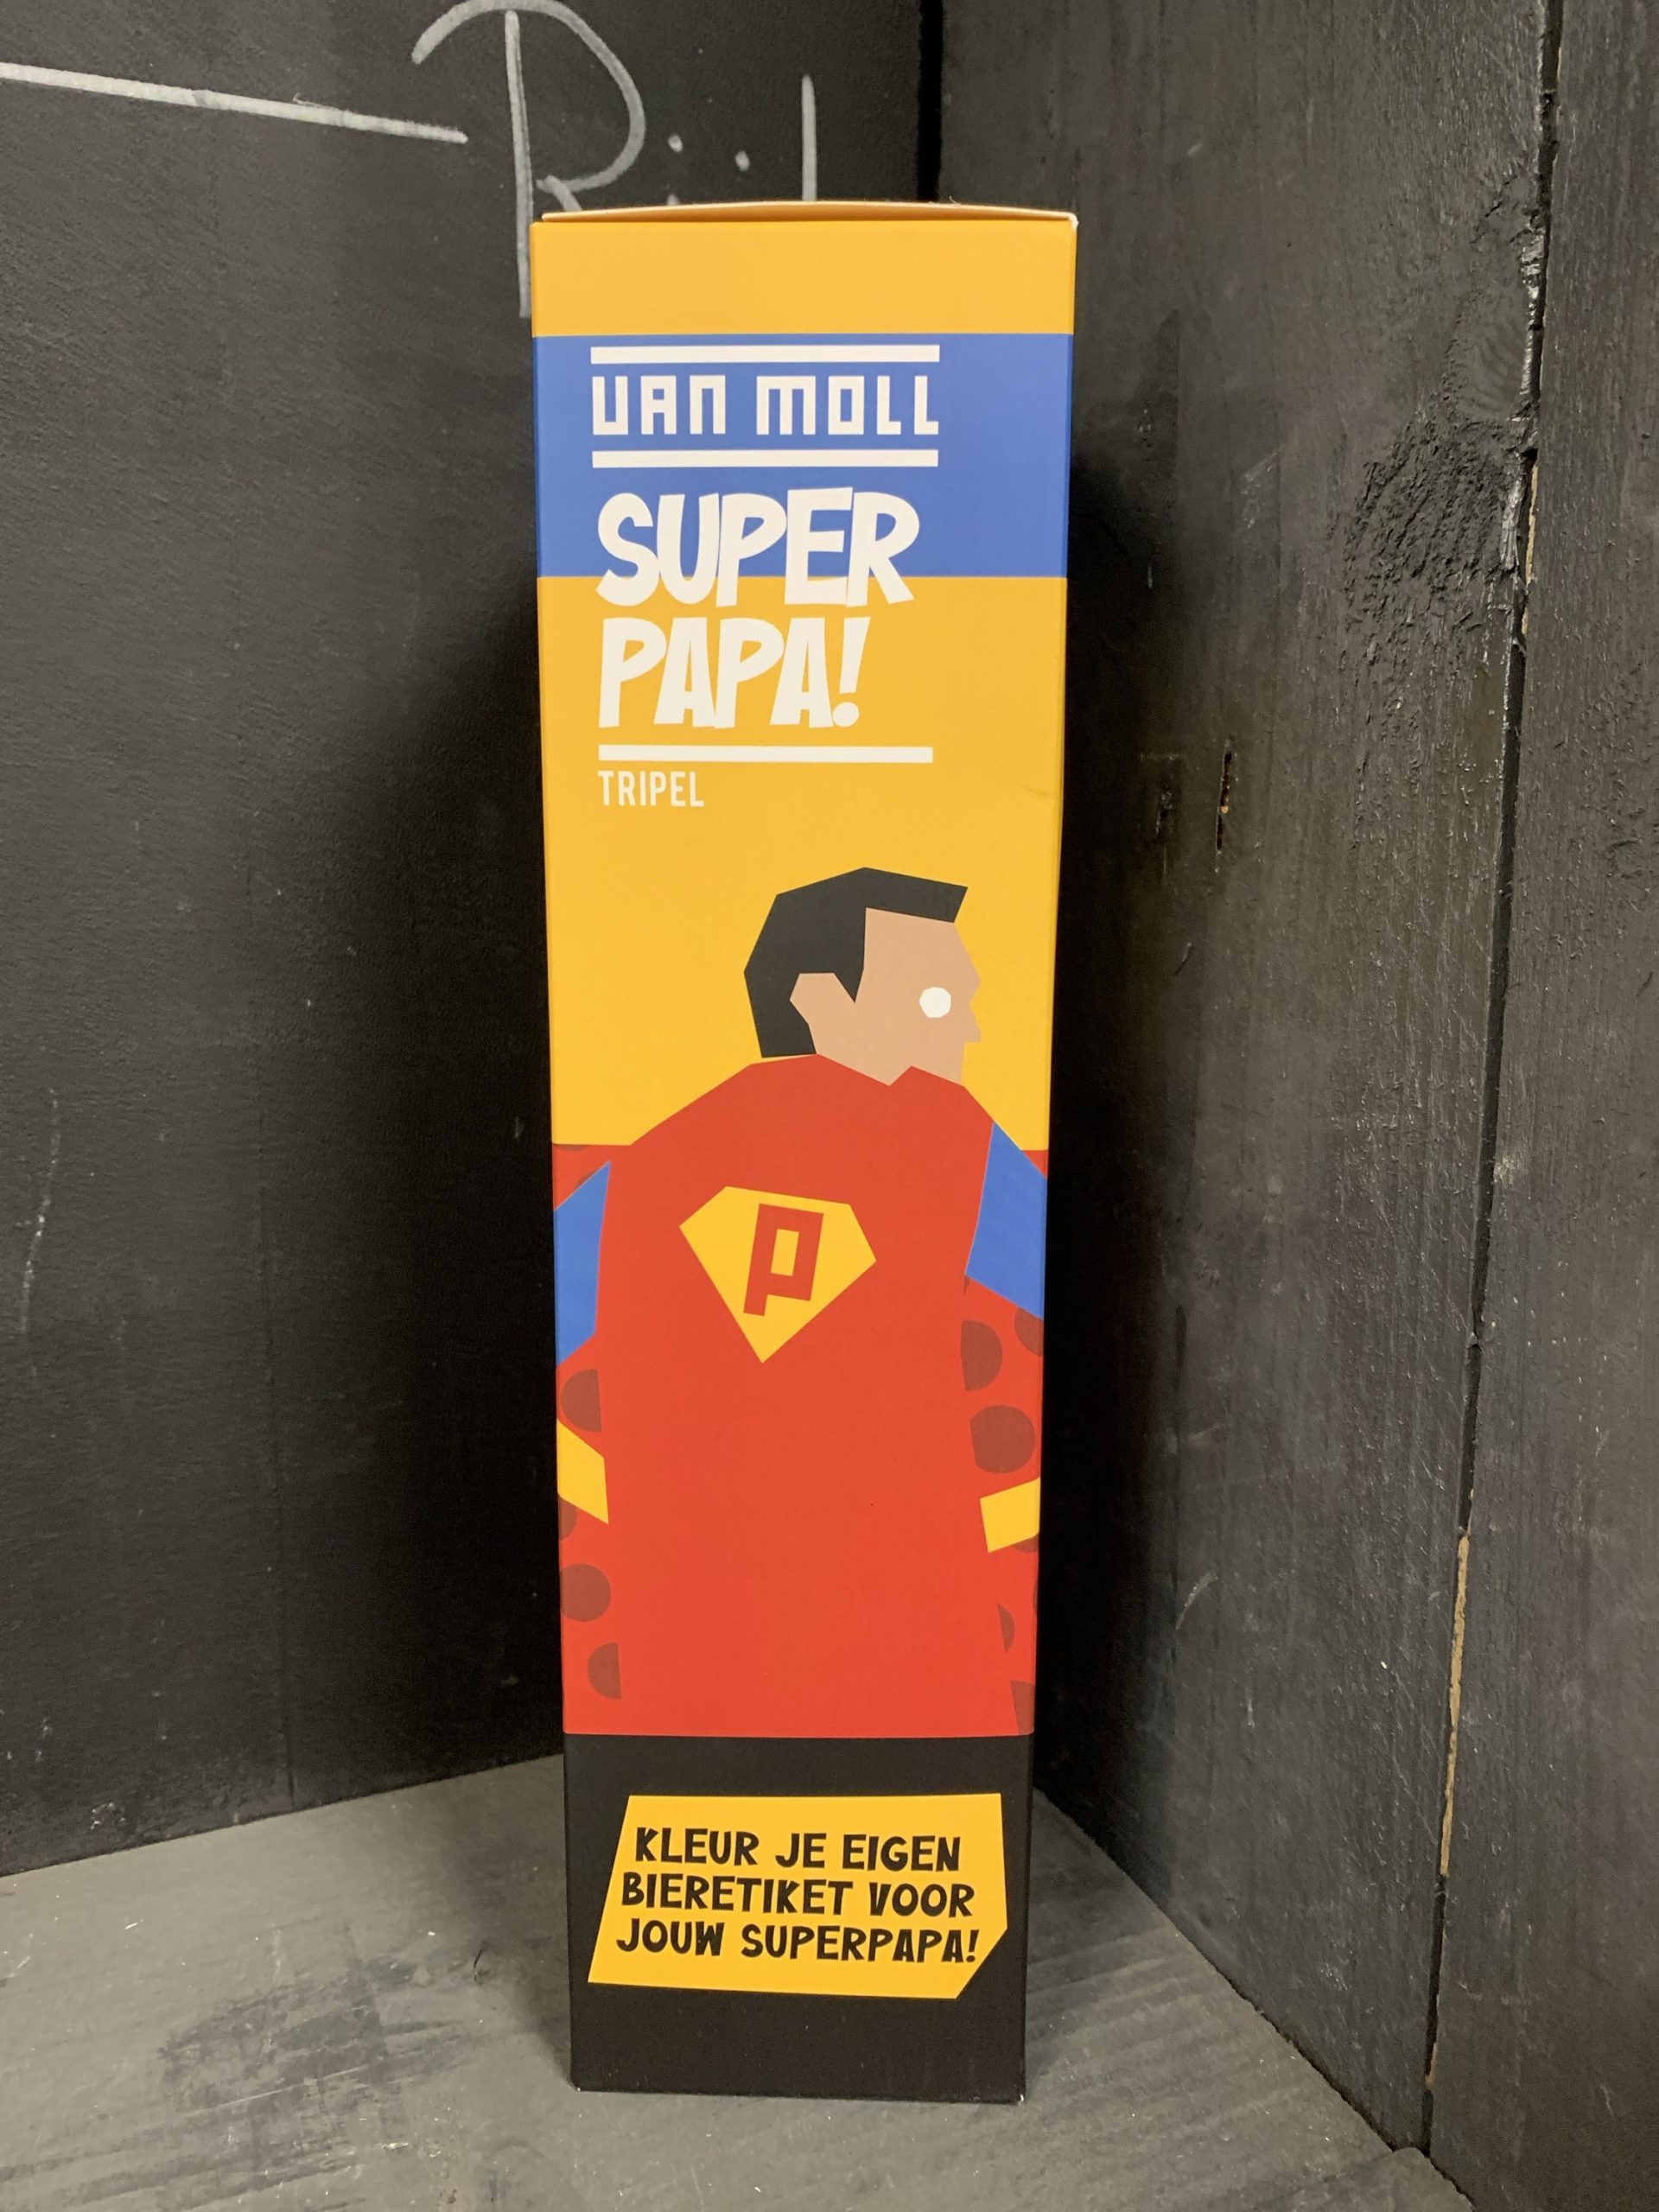 VAN MOLL
SUPER
PAPA!
TRIPEL
P
KLEUR JE EIGEN
BIERETIKET VOOR
JOUW SUPERPAPA!